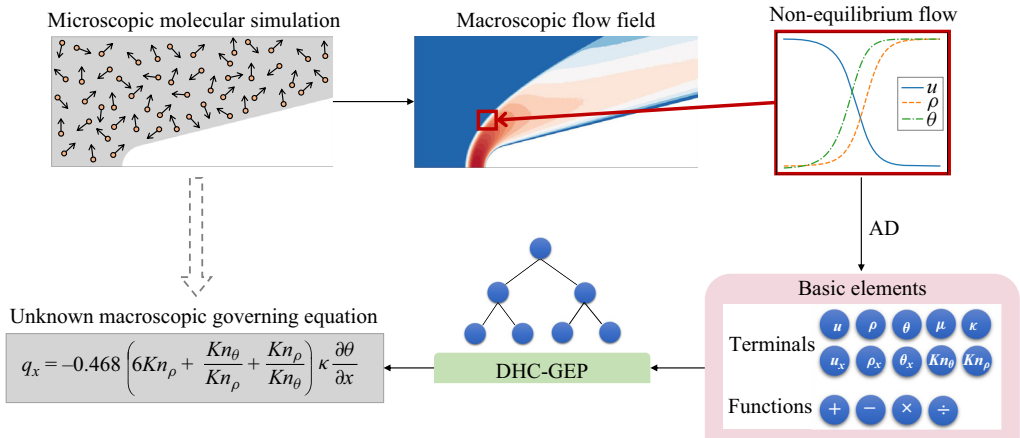 Microscopic molecular simulation
Macroscopic flow field
Non-equilibrium flow
u
ρ
θ
AD
Basic elements
Terminals
u ρ θ μ κ
u_x ρ_x θ_x Kn_θ Kn_ρ
Functions + − × ÷
DHC-GEP
Unknown macroscopic governing equation
q_x = –0.468 (6Kn_ρ + Kn_θ/Kn_ρ + Kn_ρ/Kn_θ) κ ∂θ/∂x